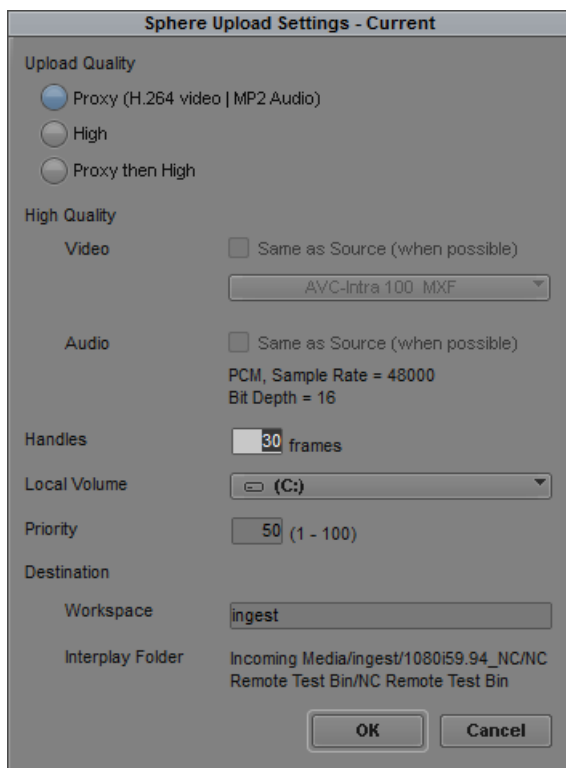 Sphere Upload Settings - Current
Upload Quality
Proxy (H.264 video | MP2 Audio)
High
Proxy then High
High Quality
Video
Same as Source (when possible)
AVC-Intra 100 MXF
Audio
Same as Source (when possible)
PCM, Sample Rate = 48000
Bit Depth = 16
Handles 30 frames
Local Volume (C:)
Priority 50 (1 - 100)
Destination
Workspace ingest
Interplay Folder Incoming Media/ingest/1080i59.94_NC/NC
Remote Test Bin/NC Remote Test Bin
OK Cancel